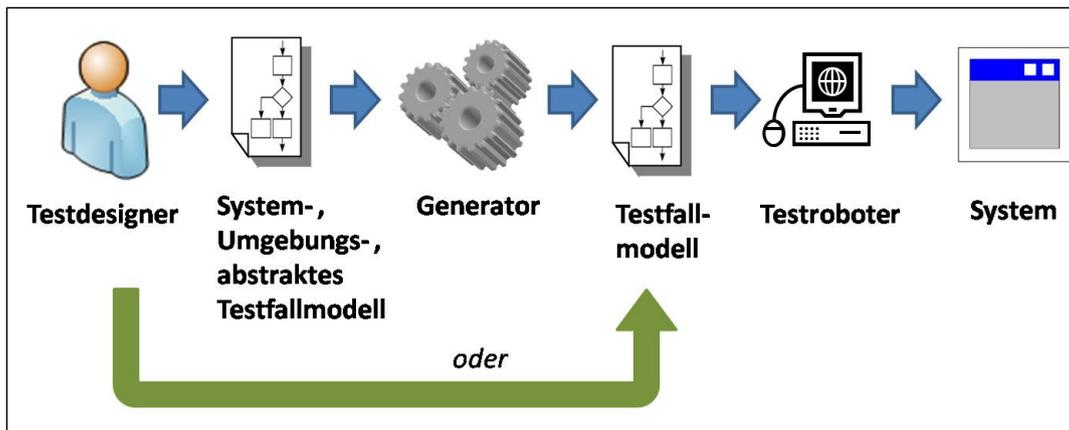 Testdesigner
System-,
Umgebungs-,
abstraktes
Testfallmodell
Generator
Testfall-
modell
Testroboter
System
oder